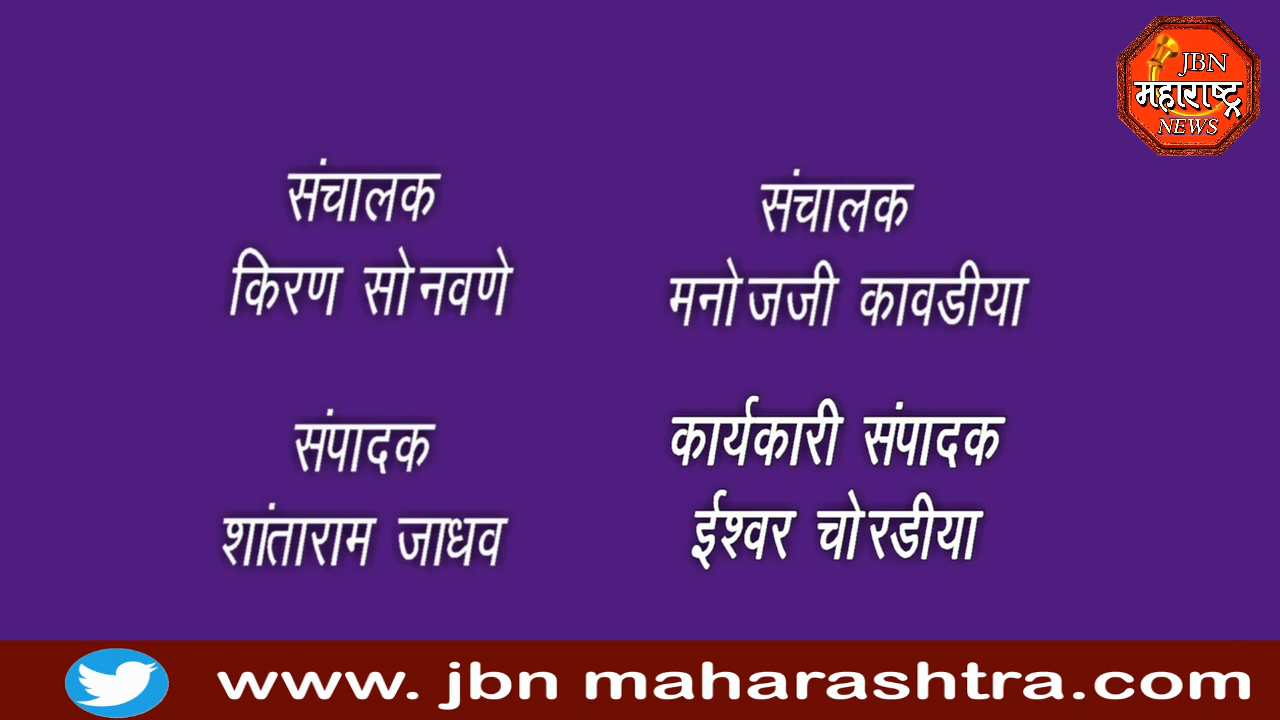 JBN
महाराष्ट्र
NEWS
संचालक
किरण सोनवणे
संचालक
मनोजजी कावडीया
संपादक
शांताराम जाधव
कार्यकारी संपादक
ईश्वर चोरडीया
www. jbn maharashtra.com